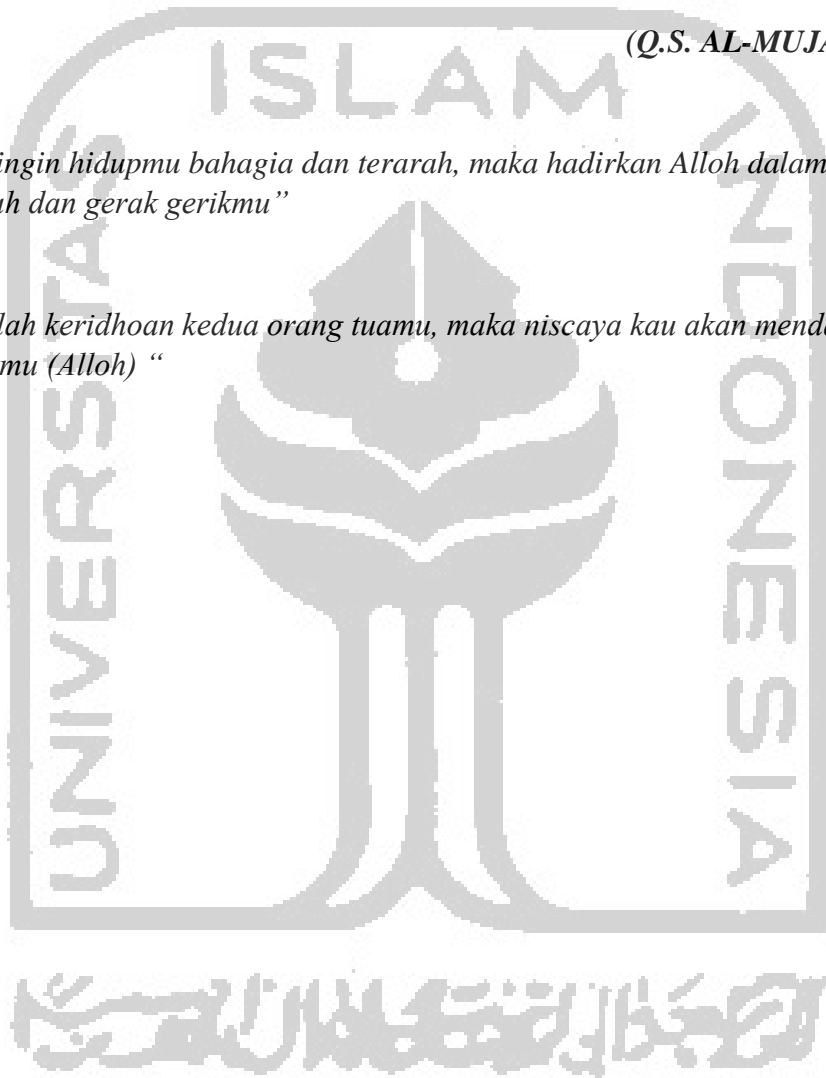 (Q.S. AL-MUJA
ISLAM
UNIVERSITAS
INDONESIA
ingin hidupmu bahagia dan terarah, maka hadirkan Alloh dalam
h dan gerak gerikmu”
lah keridhoan kedua orang tuamu, maka niscaya kau akan menda
mu (Alloh) “